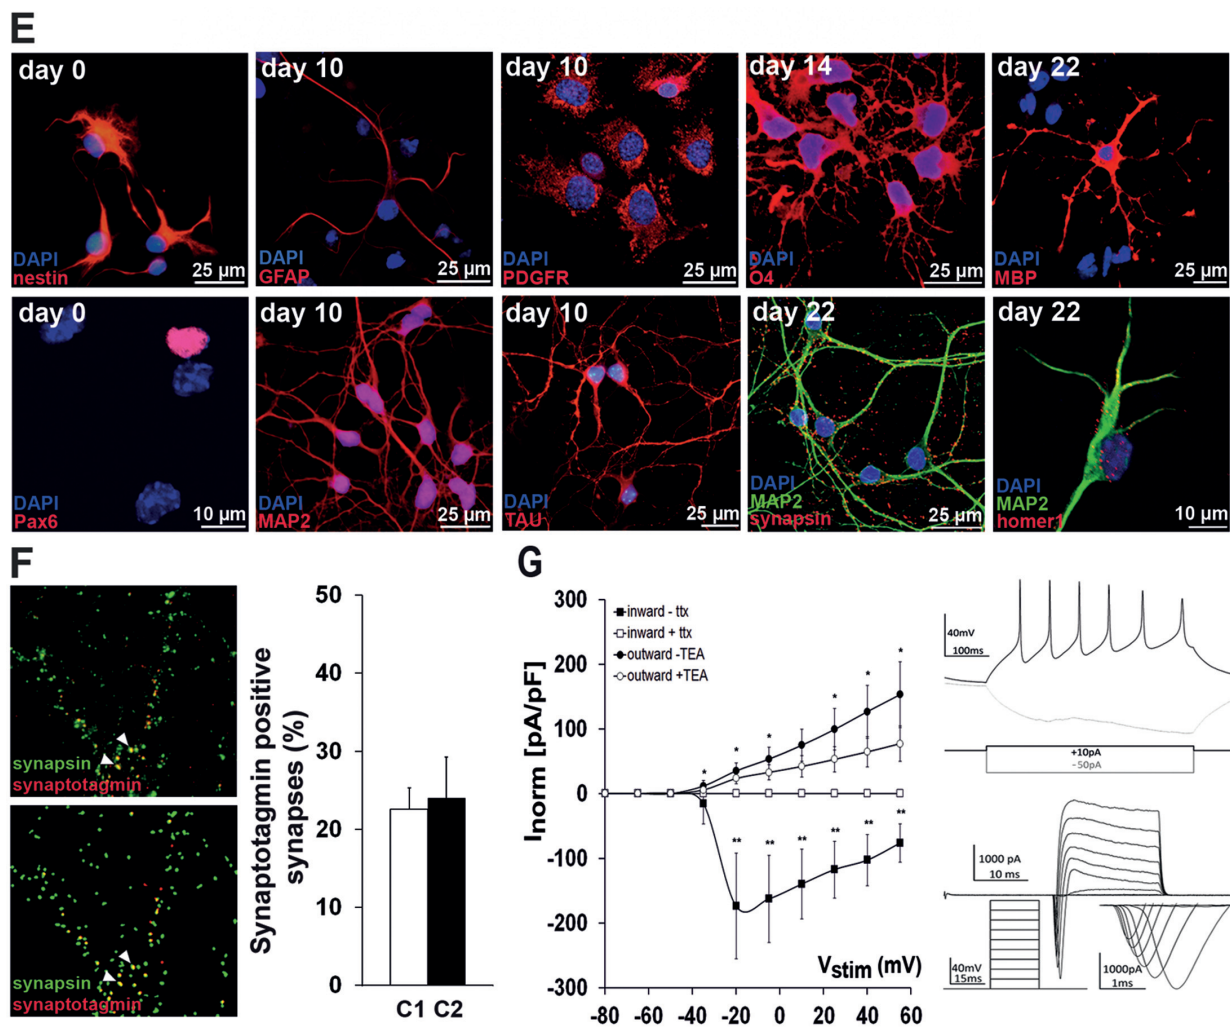 E
day 0
DAPI
nestin
25 µm
day 10
DAPI
GFAP
25 µm
day 10
DAPI
PDGFR
25 µm
day 14
DAPI
O4
25 µm
day 22
DAPI
MBP
25 µm
day 0
DAPI
Pax6
10 µm
day 10
DAPI
MAP2
25 µm
day 10
DAPI
TAU
25 µm
day 22
DAPI
MAP2
synapsin
25 µm
day 22
DAPI
MAP2
homer1
10 µm
F
synapsin
synaptotagmin
synapsin
synaptotagmin
Synaptotagmin positive
synapses (%)
50
40
30
20
10
0
C1 C2
G
Inorm [pA/pF]
300
200
100
0
-100
-200
-300
inward - ttx
inward + ttx
outward -TEA
outward +TEA
* * * * * *
** ** ** ** ** **
Vstim (mV)
-80 -60 -40 -20 0 20 40 60
40mV
100ms
+10pA
-50pA
1000 pA
10 ms
40mV
15ms
1000pA
1ms